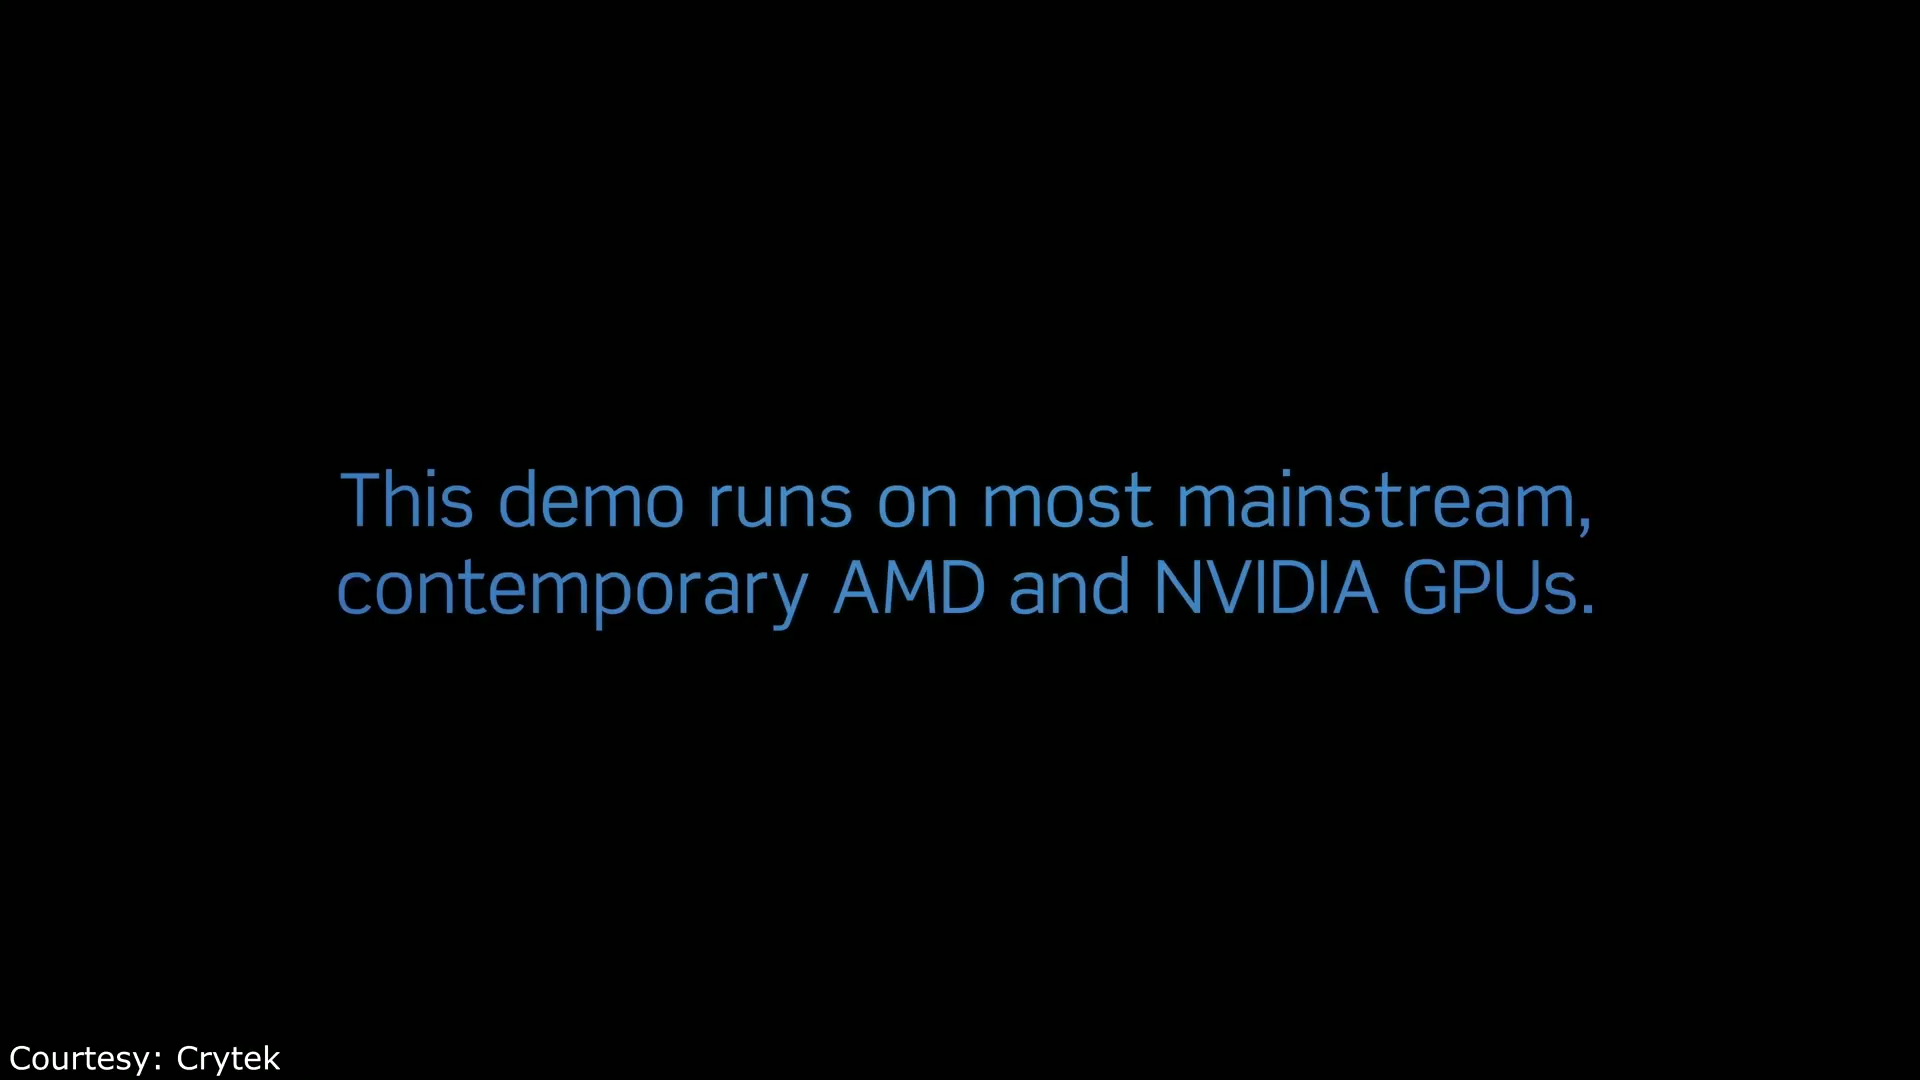 This demo runs on most mainstream,
contemporary AMD and NVIDIA GPUs.
Courtesy: Crytek